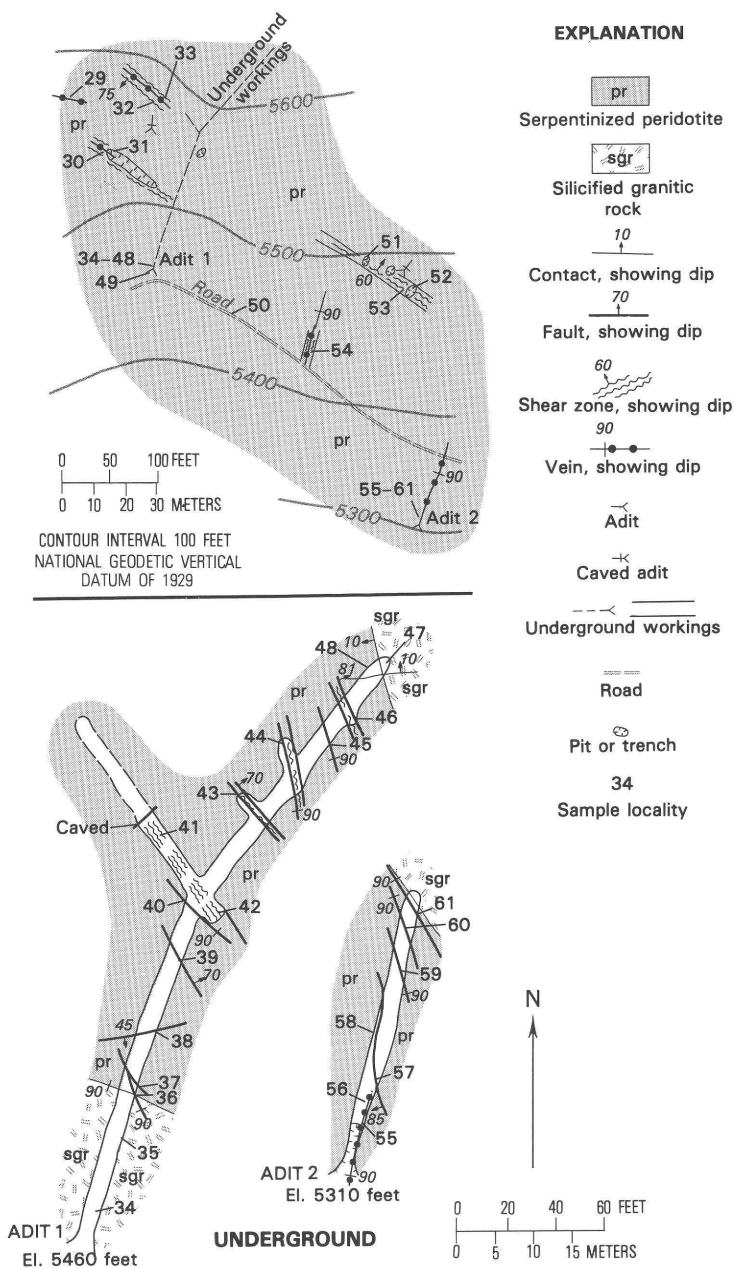 33
Underground
workings
29
75
5600
32
pr
31
30
pr
51
5500
34-48
Adit 1
52
60
49
53
Road
50
90
54
5400
pr
0 50 100 FEET
0 10 20 30 METERS
90
55-61
5300
Adit 2
CONTOUR INTERVAL 100 FEET
NATIONAL GEODETIC VERTICAL
DATUM OF 1929
EXPLANATION
pr
Serpentinized peridotite
sgr
Silicified granitic
rock
10
Contact, showing dip
70
Fault, showing dip
60
Shear zone, showing dip
90
Vein, showing dip
Adit
Caved adit
Underground workings
Road
Pit or trench
34
Sample locality
sgr
10
47
48
10
81
pr
sgr
44
46
45
70
90
43
90
Caved
41
pr
40
42
90
39
70
45
38
pr
37
90
36
90
35
sgr
sgr
34
ADIT 1
El. 5460 feet
UNDERGROUND
90
sgr
90
61
60
pr
59
90
58
pr
57
56
85
55
ADIT 2
90
El. 5310 feet
N
0 20 40 60 FEET
0 5 10 15 METERS